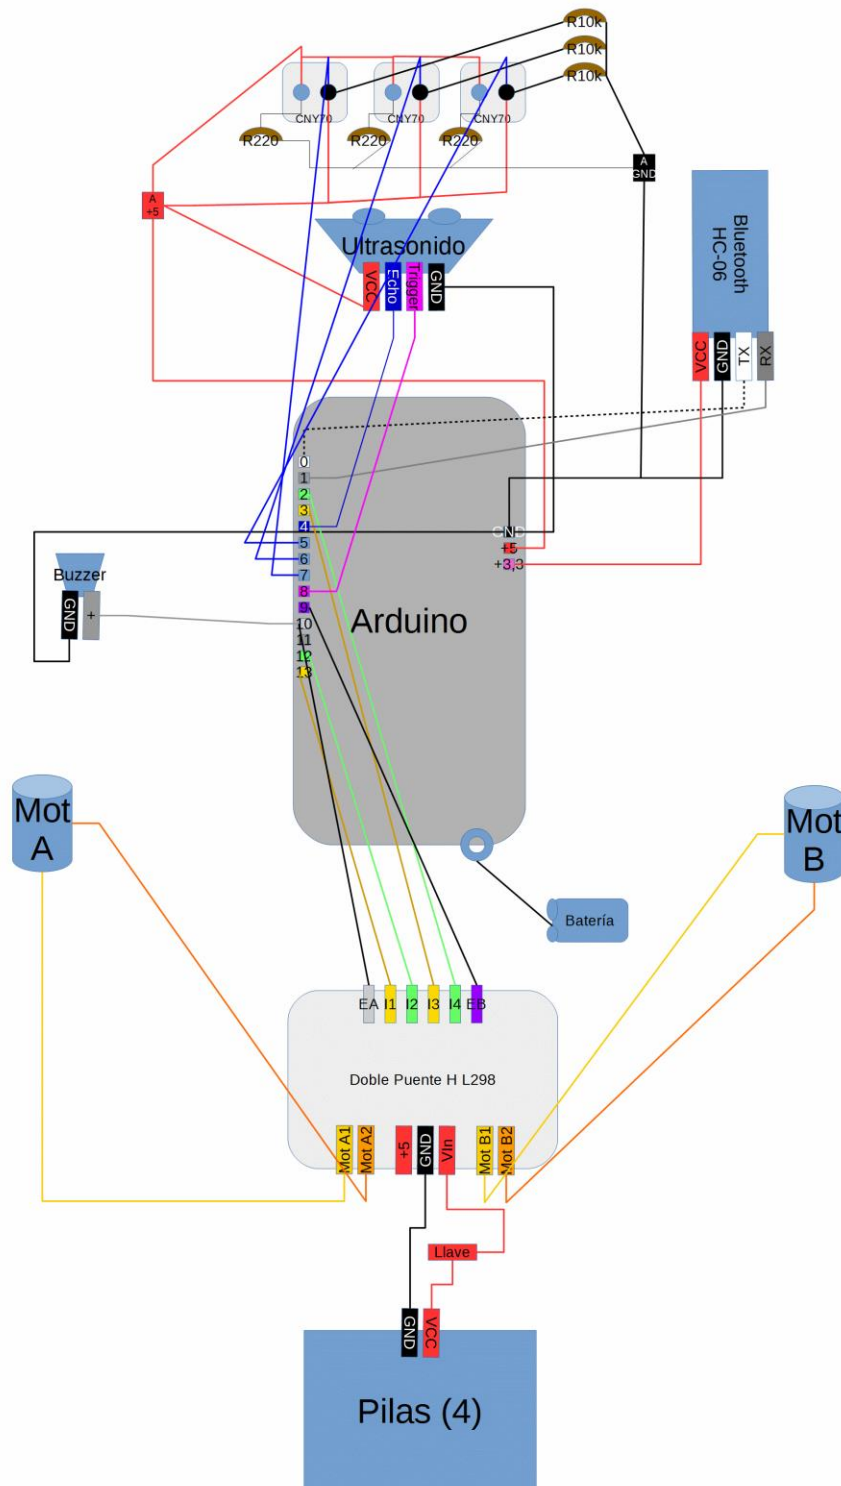 R10k
R10k
R10k
CNY70
CNY70
CNY70
R220
R220
R220
A
GND
A
+5
Ultrasonido
VCC
Echo
Trigger
GND
Bluetooth
HC-06
VCC
GND
TX
RX
0
1
2
3
4
5
6
7
8
9
10
11
12
13
GND
+5
+3,3
Buzzer
GND
+
Arduino
Mot
A
Mot
B
Batería
EA
I1
I2
I3
I4
EB
Doble Puente H L298
Mot A1
Mot A2
+5
GND
VIn
Mot B1
Mot B2
Llave
GND
VCC
Pilas (4)